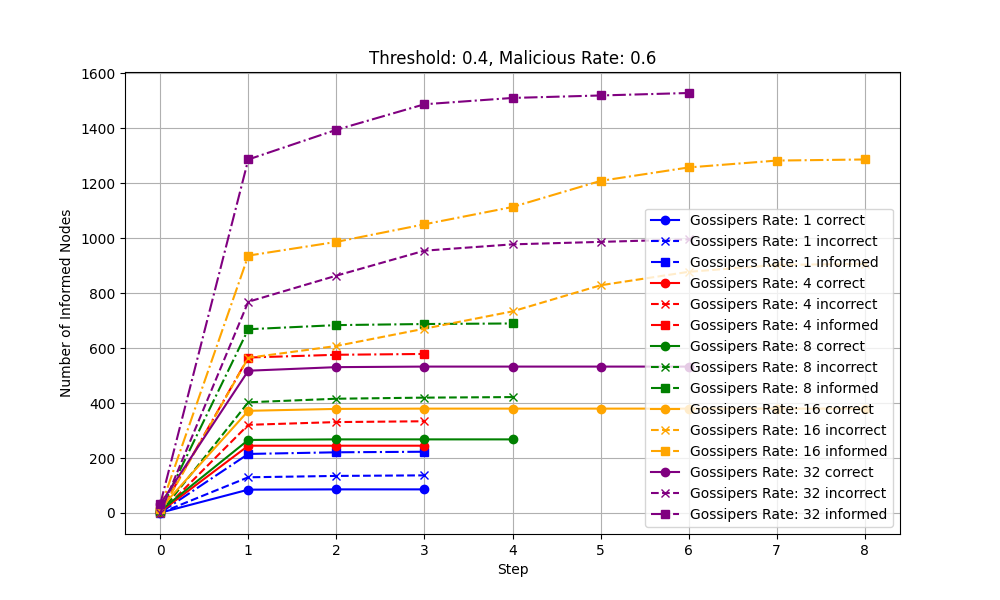 Threshold: 0.4, Malicious Rate: 0.6
Number of Informed Nodes
1600
1400
1200
1000
800
600
400
200
0
0 1 2 3 4 5 6 7 8
Step
Gossipers Rate: 1 correct
Gossipers Rate: 1 incorrect
Gossipers Rate: 1 informed
Gossipers Rate: 4 correct
Gossipers Rate: 4 incorrect
Gossipers Rate: 4 informed
Gossipers Rate: 8 correct
Gossipers Rate: 8 incorrect
Gossipers Rate: 8 informed
Gossipers Rate: 16 correct
Gossipers Rate: 16 incorrect
Gossipers Rate: 16 informed
Gossipers Rate: 32 correct
Gossipers Rate: 32 incorrect
Gossipers Rate: 32 informed